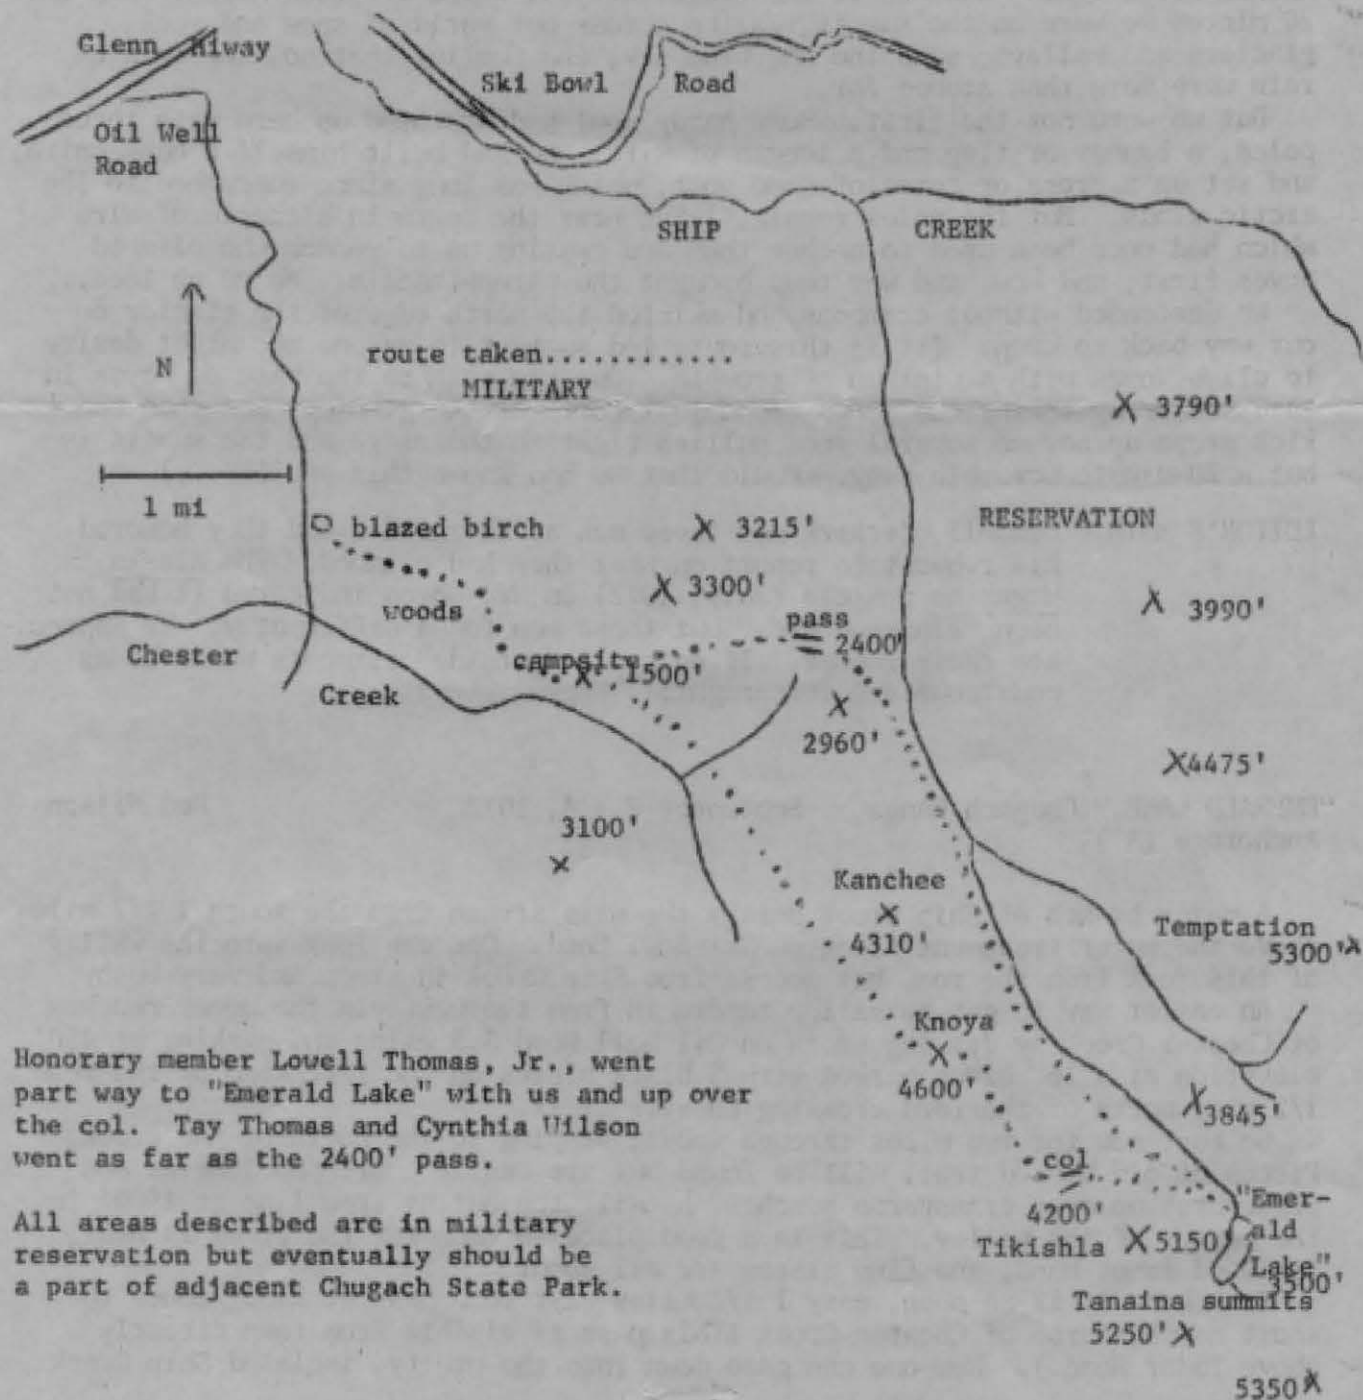 Glenn Hiway
Ski Bowl Road
Oil Well
Road
SHIP CREEK
N
route taken............
MILITARY
3790'
1 mi
RESERVATION
blazed birch
3215'
3300'
3990'
woods
pass
2400'
Chester
campsite
1500'
Creek
2960'
4475'
3100'
Kanchee
4310'
Temptation
5300'
Knoya
4600'
Honorary member Lowell Thomas, Jr., went
part way to "Emerald Lake" with us and up over
the col. Tay Thomas and Cynthia Wilson
went as far as the 2400' pass.
3845'
col
4200'
"Emer-
ald
Lake"
3500'
Tikishla 5150'
All areas described are in military
reservation but eventually should be
a part of adjacent Chugach State Park.
Tanaina summits
5250'
5350'